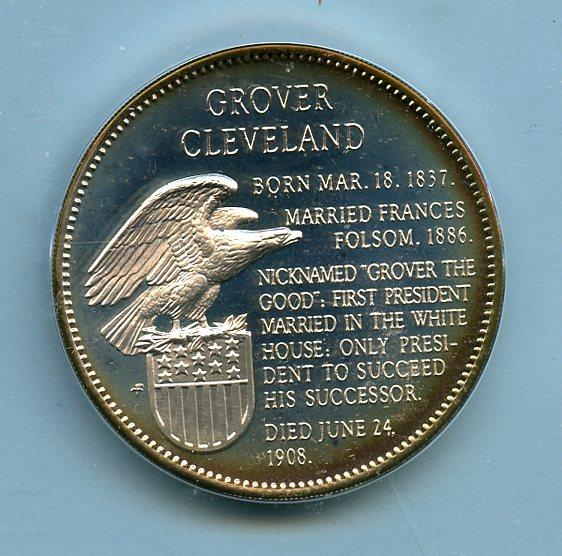 GROVER
CLEVELAND
BORN MAR. 18. 1837.
MARRIED FRANCES
FOLSOM. 1886.
NICKNAMED "GROVER THE
GOOD": FIRST PRESIDENT
MARRIED IN THE WHITE
HOUSE: ONLY PRESI-
DENT TO SUCCEED
HIS SUCCESSOR.
DIED JUNE 24.
1908.